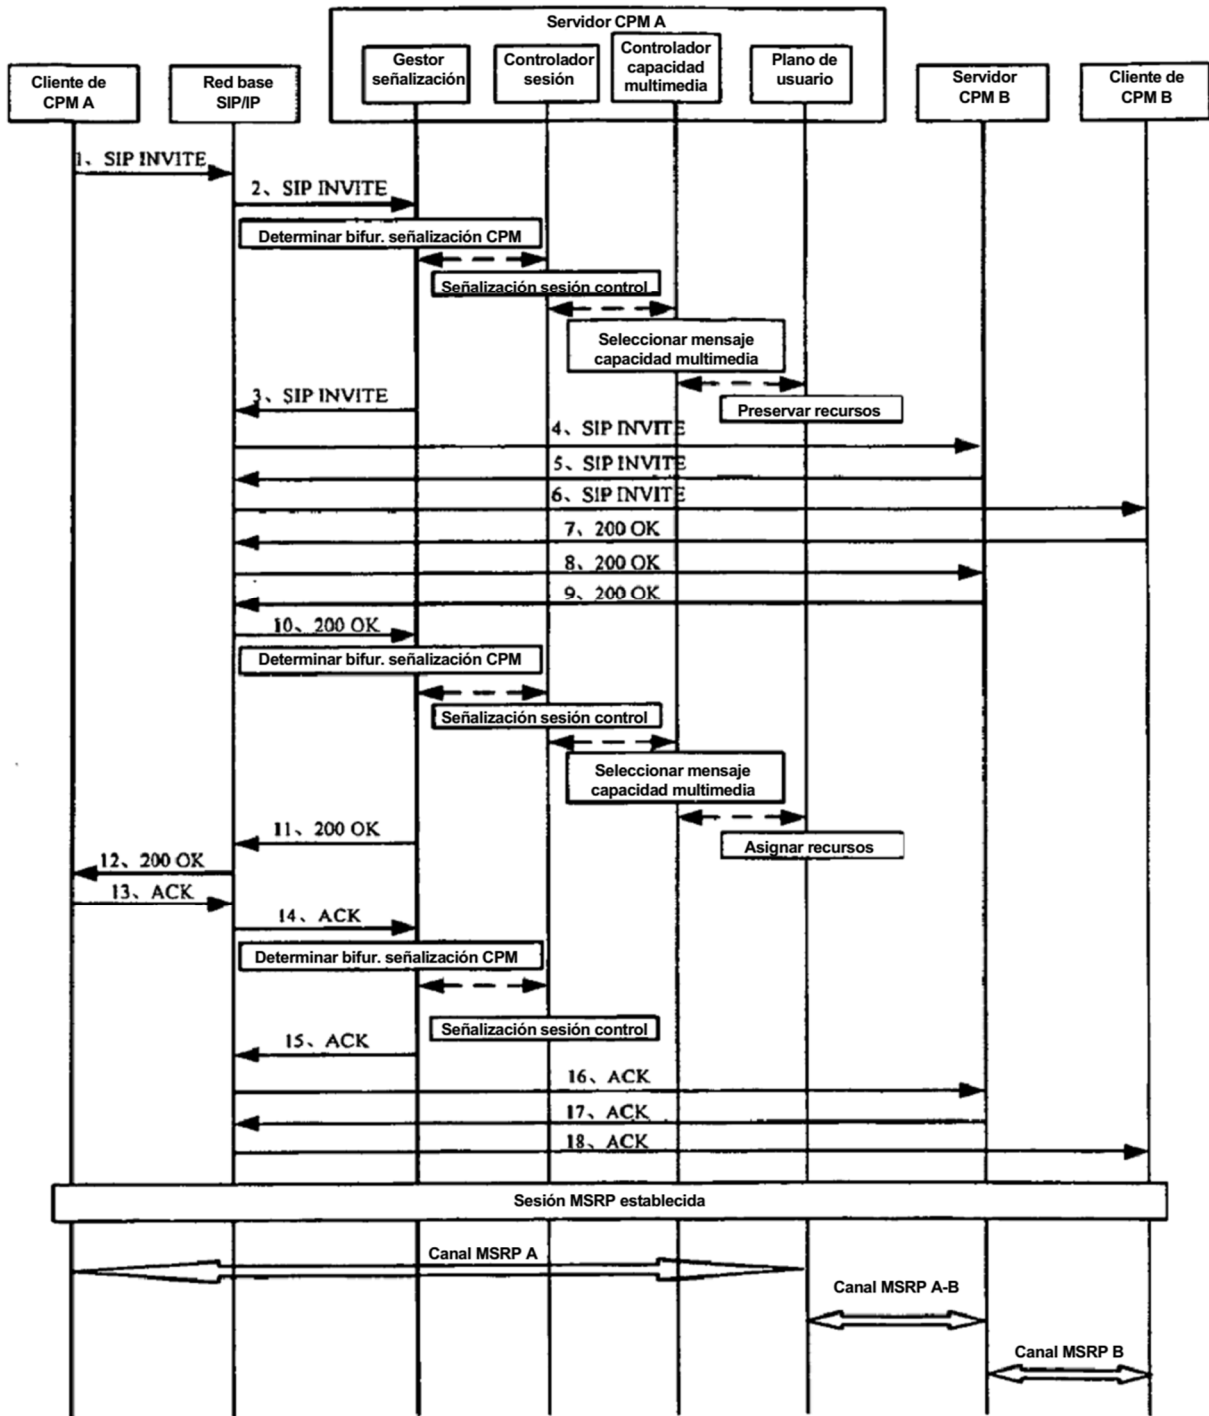 Servidor CPM A
Cliente de
CPM A
Red base
SIP/IP
Gestor
señalización
Controlador
sesión
Controlador
capacidad
multimedia
Plano de
usuario
Servidor
CPM B
Cliente de
CPM B
1、SIP INVITE
2、SIP INVITE
Determinar bifur. señalización CPM
Señalización sesión control
Seleccionar mensaje
capacidad multimedia
3、SIP INVITE
Preservar recursos
4、SIP INVITE
5、SIP INVITE
6、SIP INVITE
7、200 OK
8、200 OK
9、200 OK
10、200 OK
Determinar bifur. señalización CPM
Señalización sesión control
Seleccionar mensaje
capacidad multimedia
11、200 OK
Asignar recursos
12、200 OK
13、ACK
14、ACK
Determinar bifur. señalización CPM
Señalización sesión control
15、ACK
16、ACK
17、ACK
18、ACK
Sesión MSRP establecida
Canal MSRP A
Canal MSRP A-B
Canal MSRP B